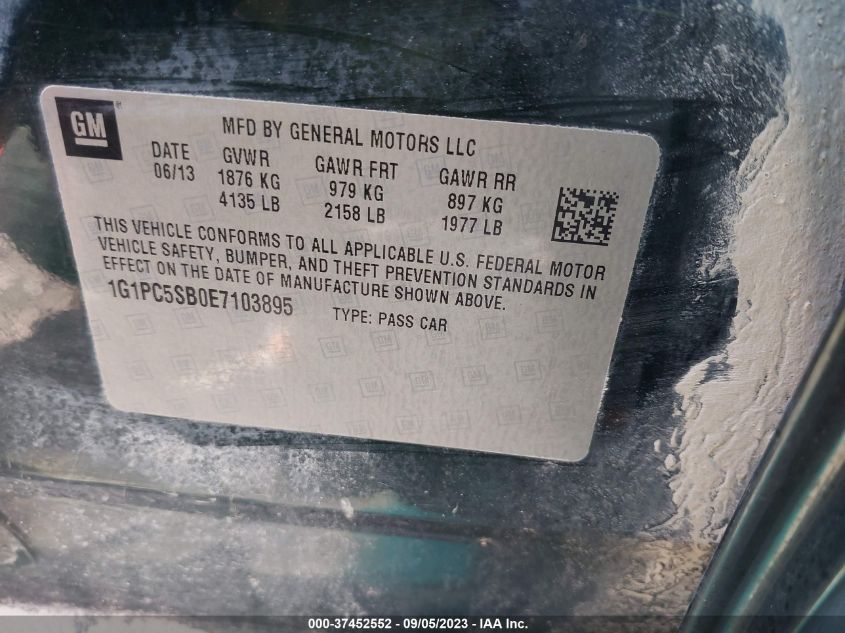 GM
MFD BY GENERAL MOTORS LLC
DATE GVWR GAWR FRT GAWR RR
06/13 1876 KG 979 KG 897 KG
4135 LB 2158 LB 1977 LB
THIS VEHICLE CONFORMS TO ALL APPLICABLE U.S. FEDERAL MOTOR
VEHICLE SAFETY, BUMPER, AND THEFT PREVENTION STANDARDS IN
EFFECT ON THE DATE OF MANUFACTURE SHOWN ABOVE.
1G1PC5SB0E7103895 TYPE: PASS CAR
000-37452552 - 09/05/2023 - IAA Inc.